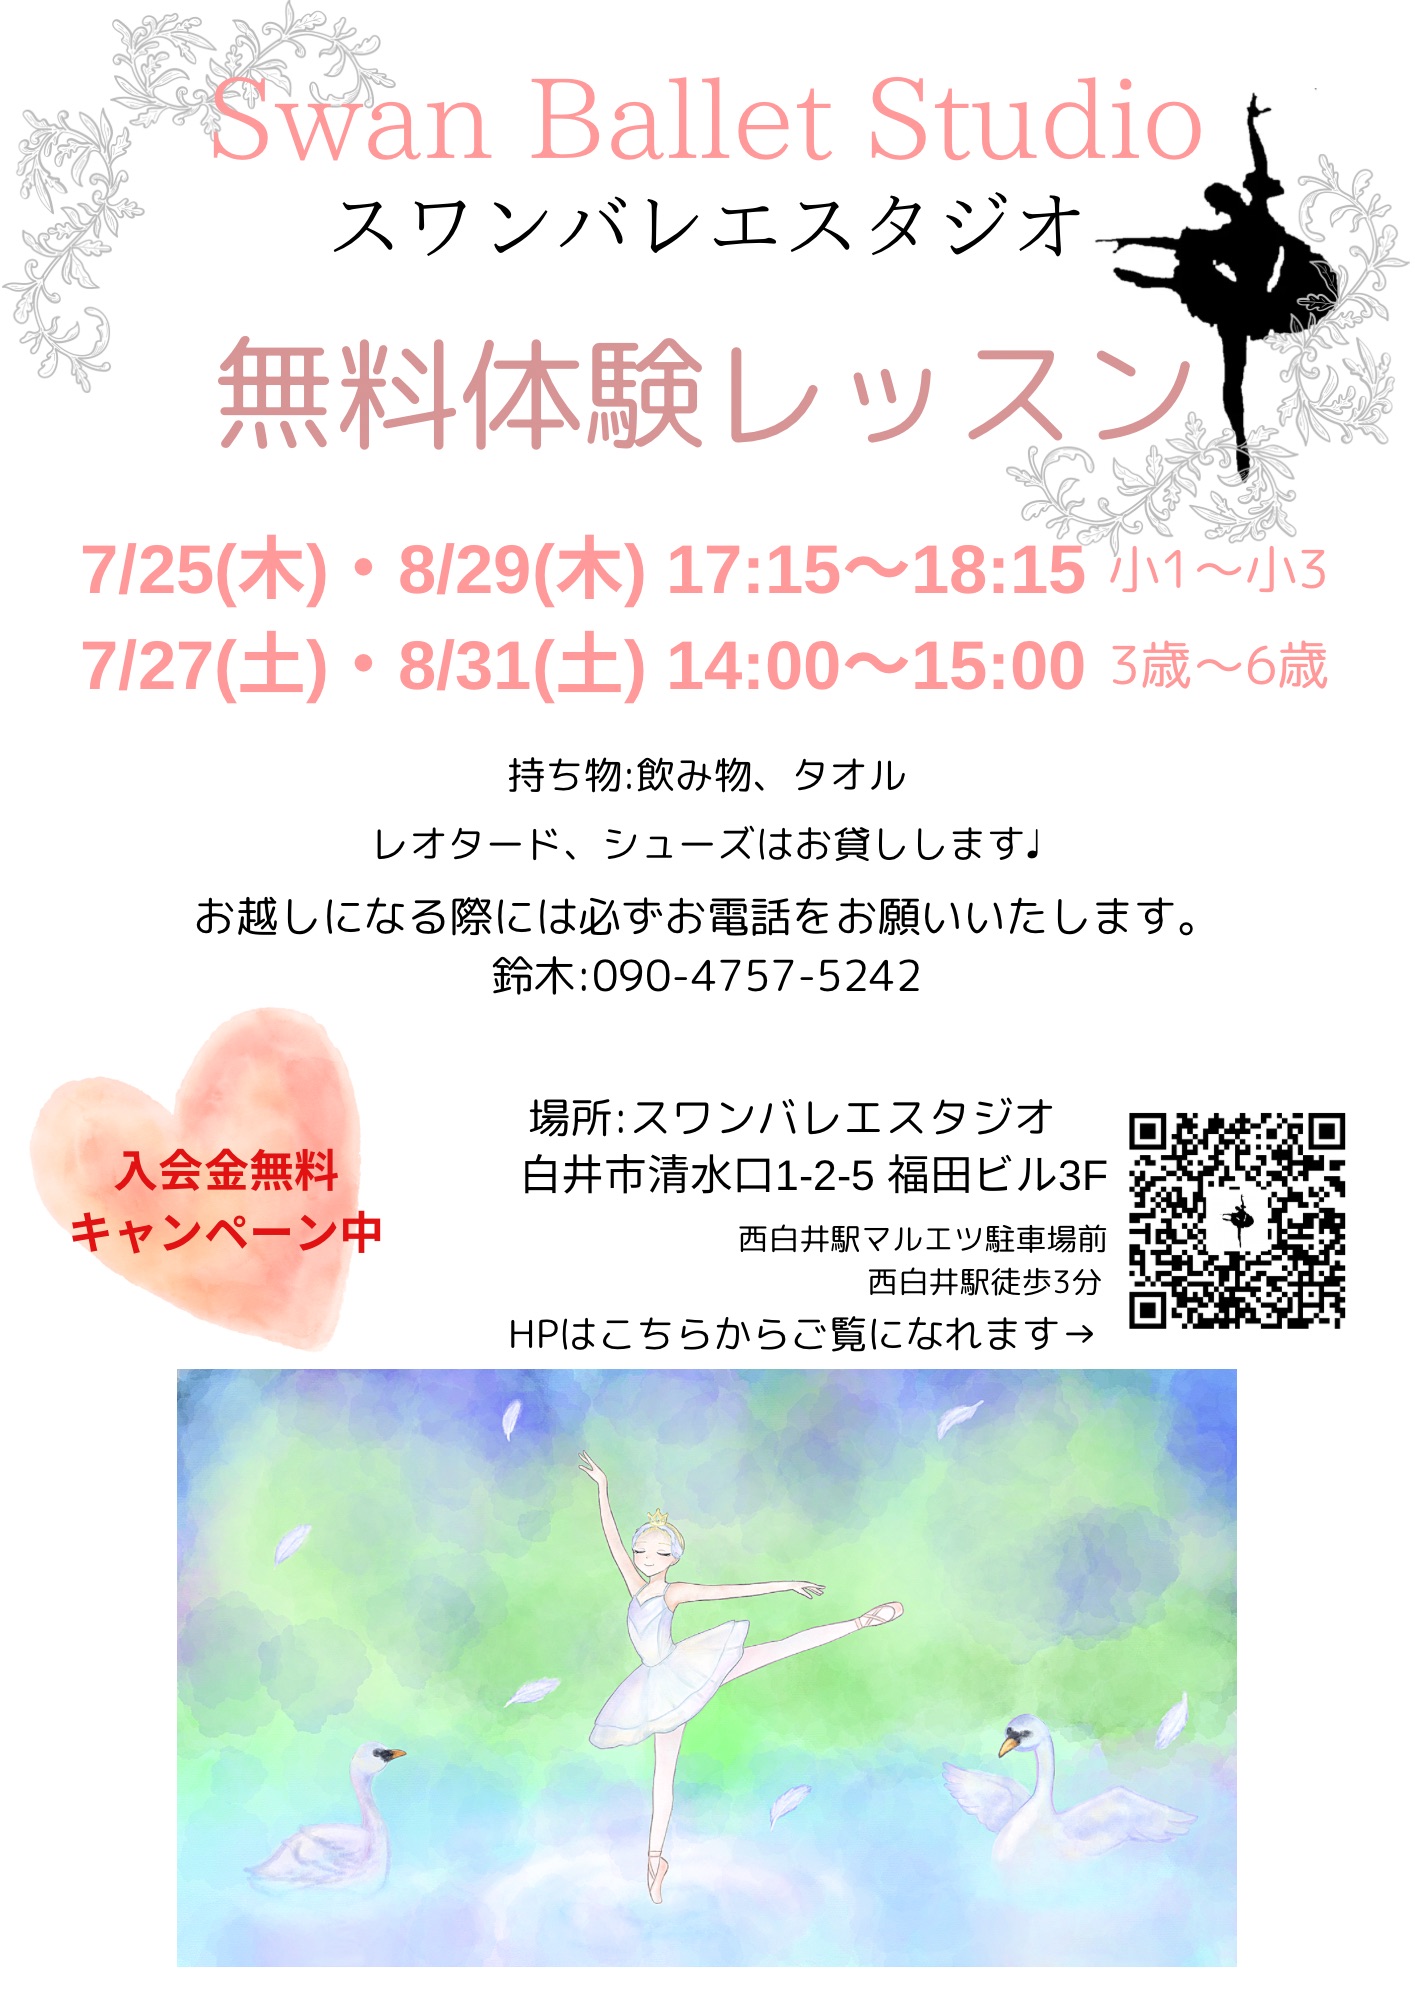 Swan Ballet Studio
スワンバレエスタジオ
無料体験レッスン
7/25(木)・8/29(木) 17:15〜18:15 小1〜小3
7/27(土)・8/31(土) 14:00〜15:00 3歳〜6歳
持ち物:飲み物、タオル
レオタード、シューズはお貸しします♩
お越しになる際には必ずお電話をお願いいたします。
鈴木:090-4757-5242
入会金無料
キャンペーン中
場所:スワンバレエスタジオ
白井市清水口1-2-5 福田ビル3F
西白井駅マルエツ駐車場前
西白井駅徒歩3分
HPはこちらからご覧になれます→